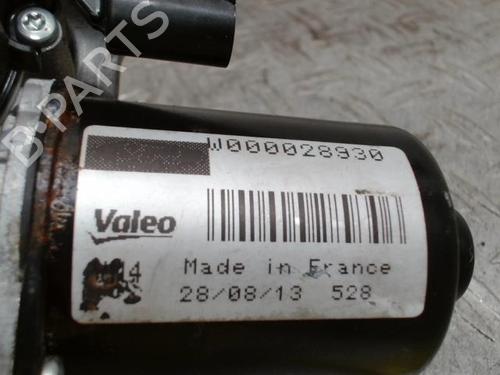 W000028930
Valeo
Made in France
28/08/13 528
B-PARTS